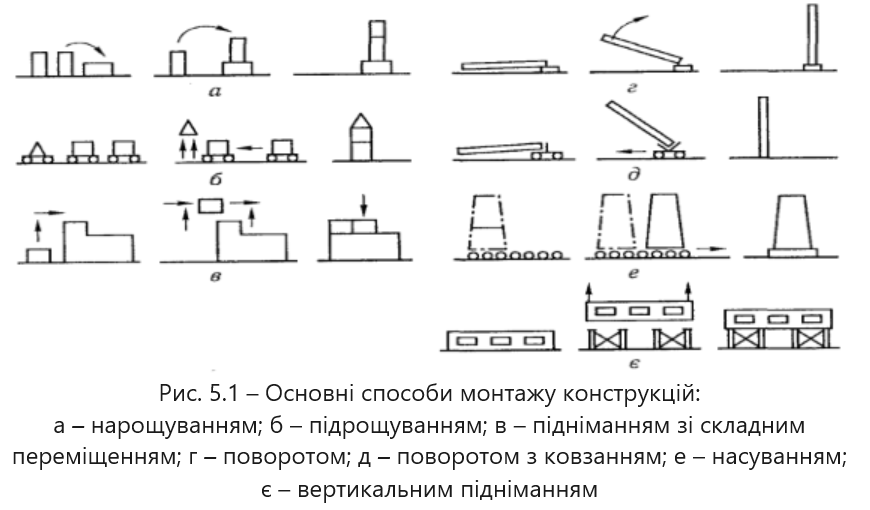 а
г
б
д
в
е
є
Рис. 5.1 – Основні способи монтажу конструкцій:
а – нарощуванням; б – підрощуванням; в – підніманням зі складним
переміщенням; г – поворотом; д – поворотом з ковзанням; е – насуванням;
є – вертикальним підніманням